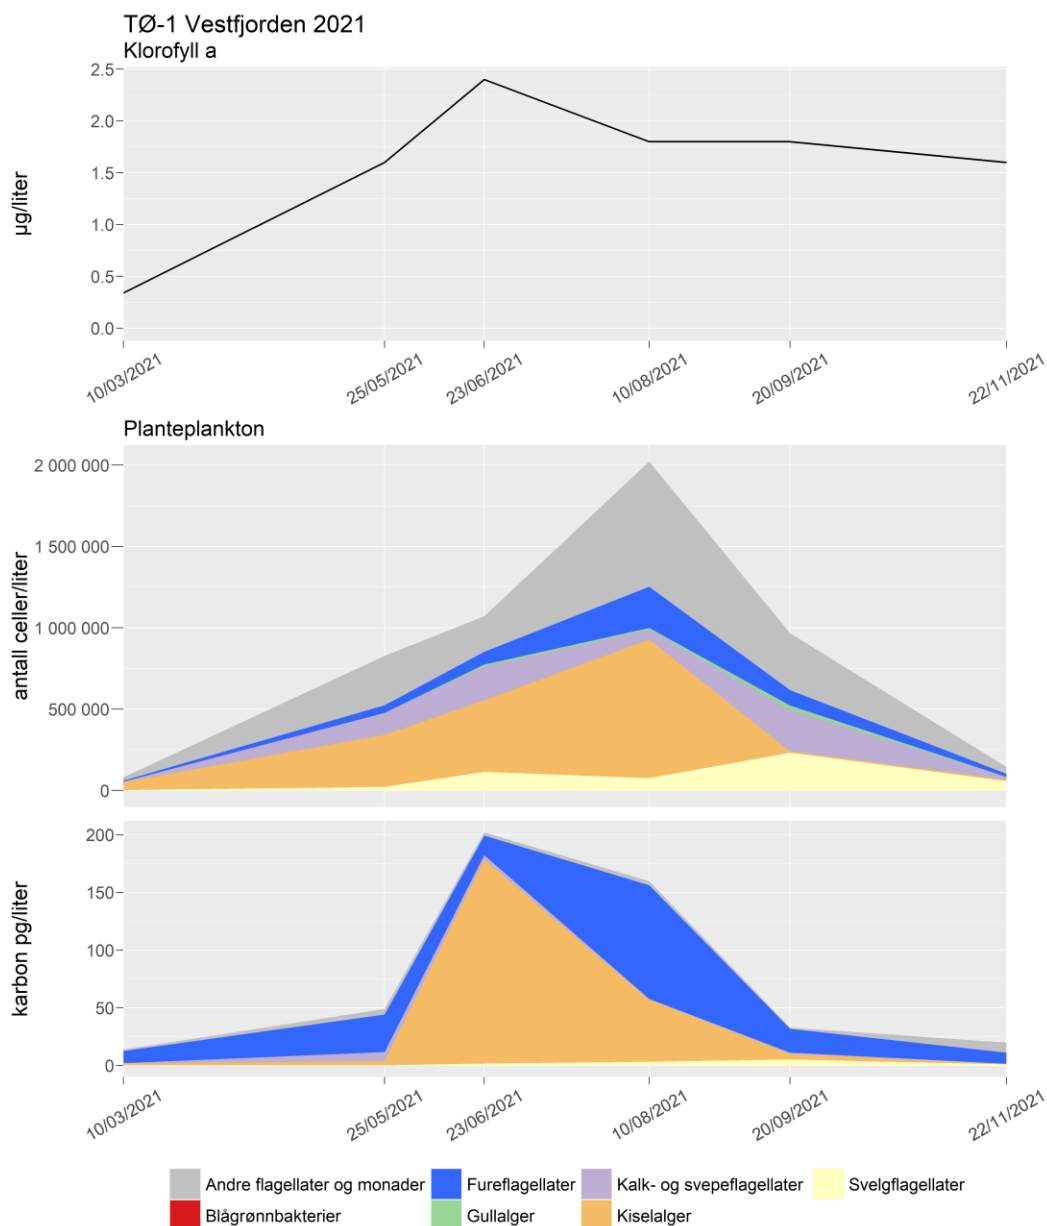 TØ-1 Vestfjorden 2021
Klorofyll a
2.5
2.0
1.5
1.0
0.5
0.0
µg/liter
10/03/2021 25/05/2021 23/06/2021 10/08/2021 20/09/2021 22/11/2021
Planteplankton
2 000 000
1 500 000
1 000 000
500 000
0
antall celler/liter
200
150
100
50
0
karbon pg/liter
10/03/2021 25/05/2021 23/06/2021 10/08/2021 20/09/2021 22/11/2021
Andre flagellater og monader Fureflagellater Kalk- og svepeflagellater Svelgflagellater
Blågrønnbakterier Gullalger Kiselalger